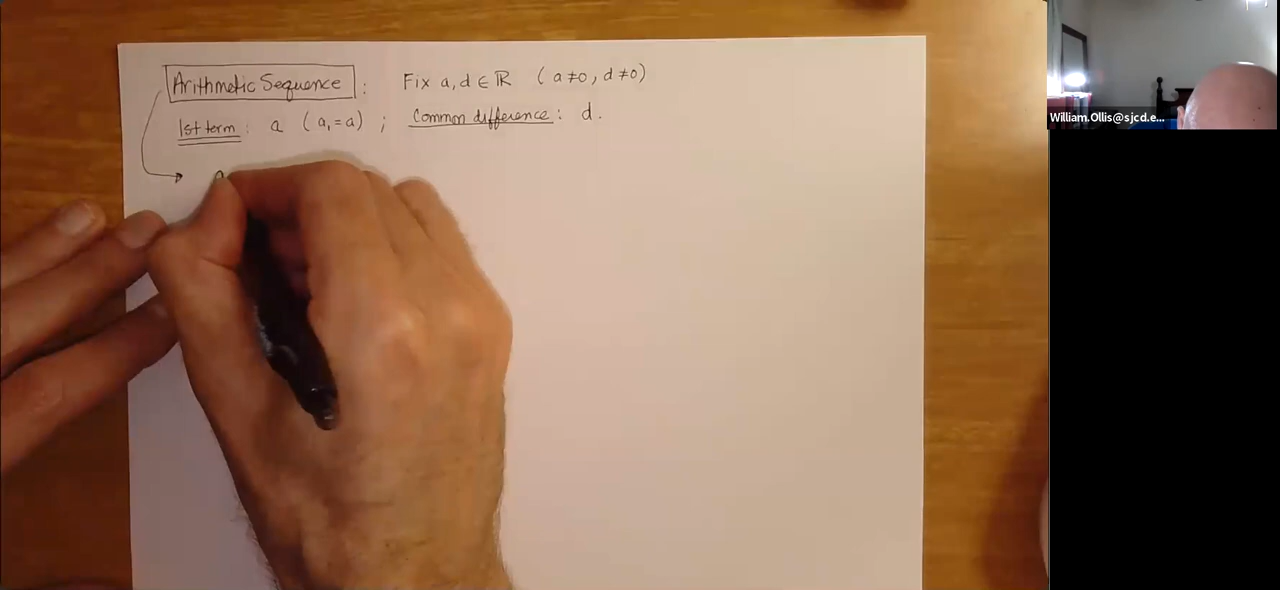 Arithmetic Sequence : Fix a, d ∈ ℝ (a ≠ 0, d ≠ 0)
1st term : a (a₁ = a) ; Common difference : d.
a
William.Ollis@sjcd.e...